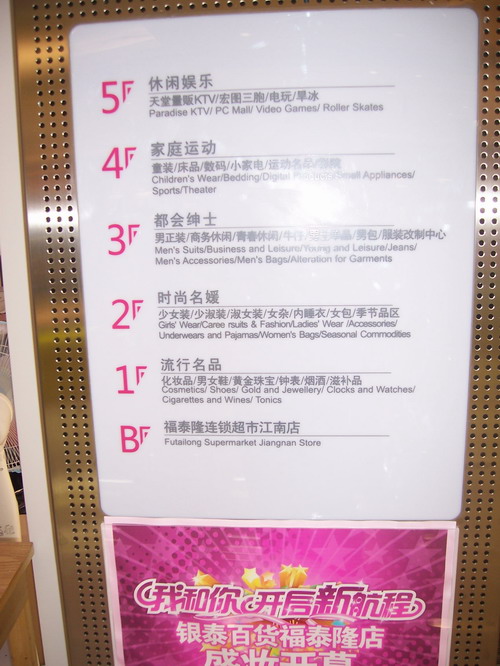 5F 休闲娱乐
天堂量贩KTV/宏图三胞/电玩/旱冰
Paradise KTV/ PC Mall/ Video Games/ Roller Skates
4F 家庭运动
童装/床品/数码/小家电/运动名品/影院
Children's Wear/Bedding/Digital Small Appliances/
Sports/Theater
3F 都会绅士
男正装/商务休闲/青春休闲/牛仔/男包/服装改制中心
Men's Suits/Business and Leisure/Young and Leisure/Jeans/
Men's Accessories/Men's Bags/Alteration for Garments
2F 时尚名媛
少女装/少淑装/淑女装/女杂/内睡衣/女包/季节品区
Girls' Wear/Caree rsuits & Fashion/Ladies' Wear /Accessories/
Underwears and Pajamas/Women's Bags/Seasonal Commodities
1F 流行名品
化妆品/男女鞋/黄金珠宝/钟表/烟酒/滋补品
Cosmetics/ Shoes/ Gold and Jewellery/ Clocks and Watches/
Cigarettes and Wines/ Tonics
BF 福泰隆连锁超市江南店
Futailong Supermarket Jiangnan Store
我和你 开启新航程
银泰百货福泰隆店
盛妆开幕